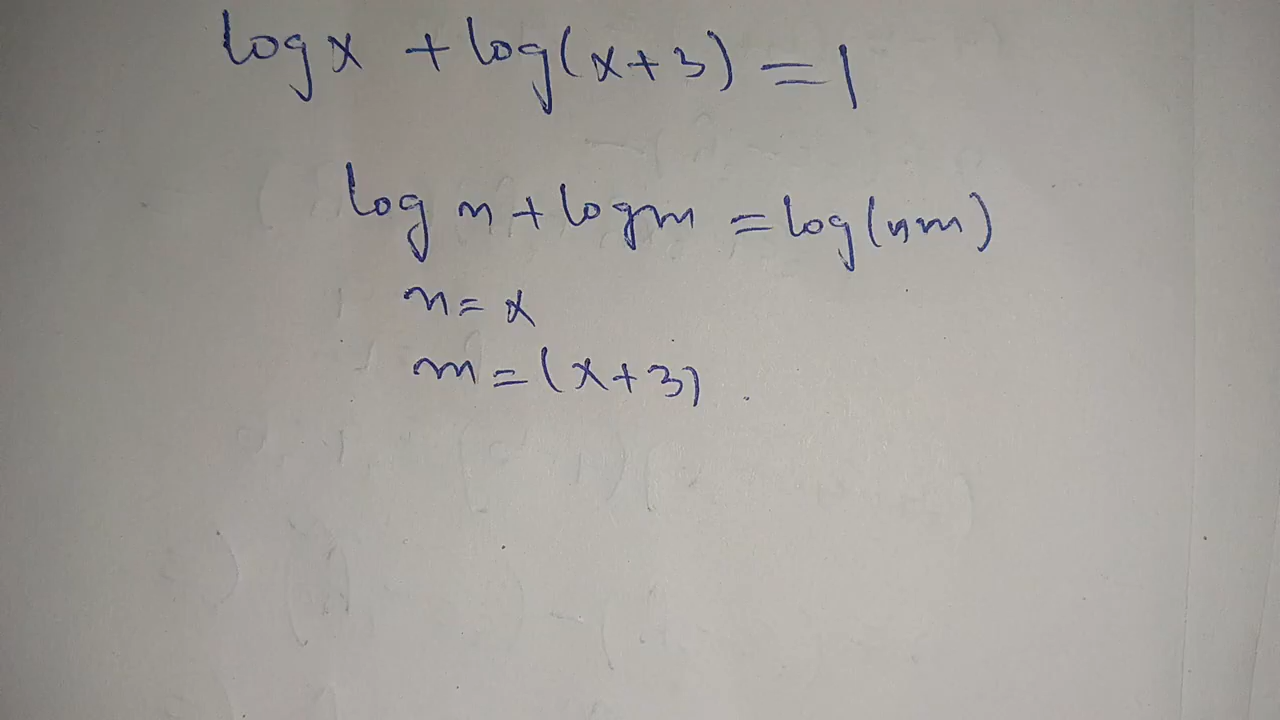 log x + log(x+3) = 1
log n + log m = log(nm)
n = x
m = (x+3)